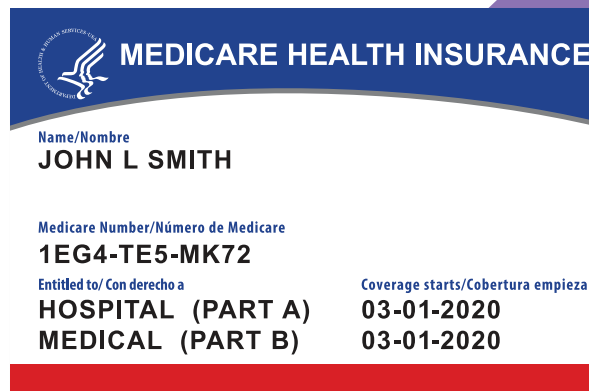 MEDICARE HEALTH INSURANCE
Name/Nombre
JOHN L SMITH
Medicare Number/Número de Medicare
1EG4-TE5-MK72
Entitled to/ Con derecho a
Coverage starts/Cobertura empieza
HOSPITAL (PART A) 03-01-2020
MEDICAL (PART B) 03-01-2020